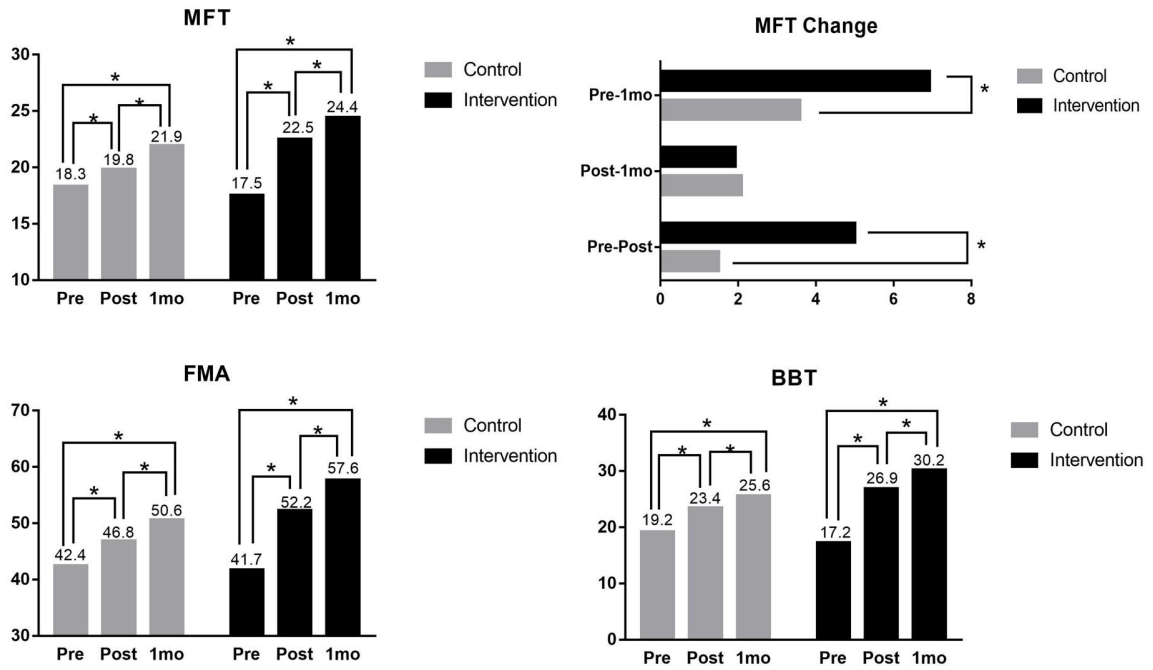 MFT
30
25
20
15
10
*
*
*
*
*
*
18.3
19.8
21.9
17.5
22.5
24.4
Pre Post 1mo Pre Post 1mo
Control
Intervention
MFT Change
Pre-1mo
Post-1mo
Pre-Post
*
*
0 2 4 6 8
Control
Intervention
FMA
70
60
50
40
30
*
*
*
*
*
*
42.4
46.8
50.6
41.7
52.2
57.6
Pre Post 1mo Pre Post 1mo
Control
Intervention
BBT
40
30
20
10
0
*
*
*
*
*
*
19.2
23.4
25.6
17.2
26.9
30.2
Pre Post 1mo Pre Post 1mo
Control
Intervention